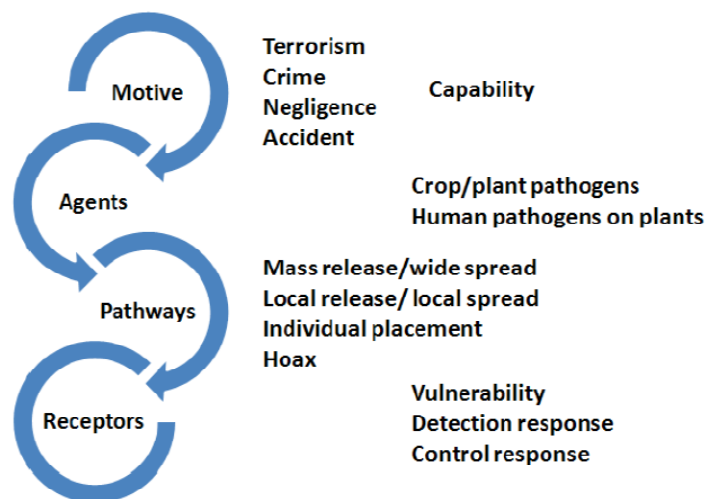 Motive
Terrorism
Crime
Negligence
Accident
Capability
Agents
Crop/plant pathogens
Human pathogens on plants
Pathways
Mass release/wide spread
Local release/ local spread
Individual placement
Hoax
Receptors
Vulnerability
Detection response
Control response